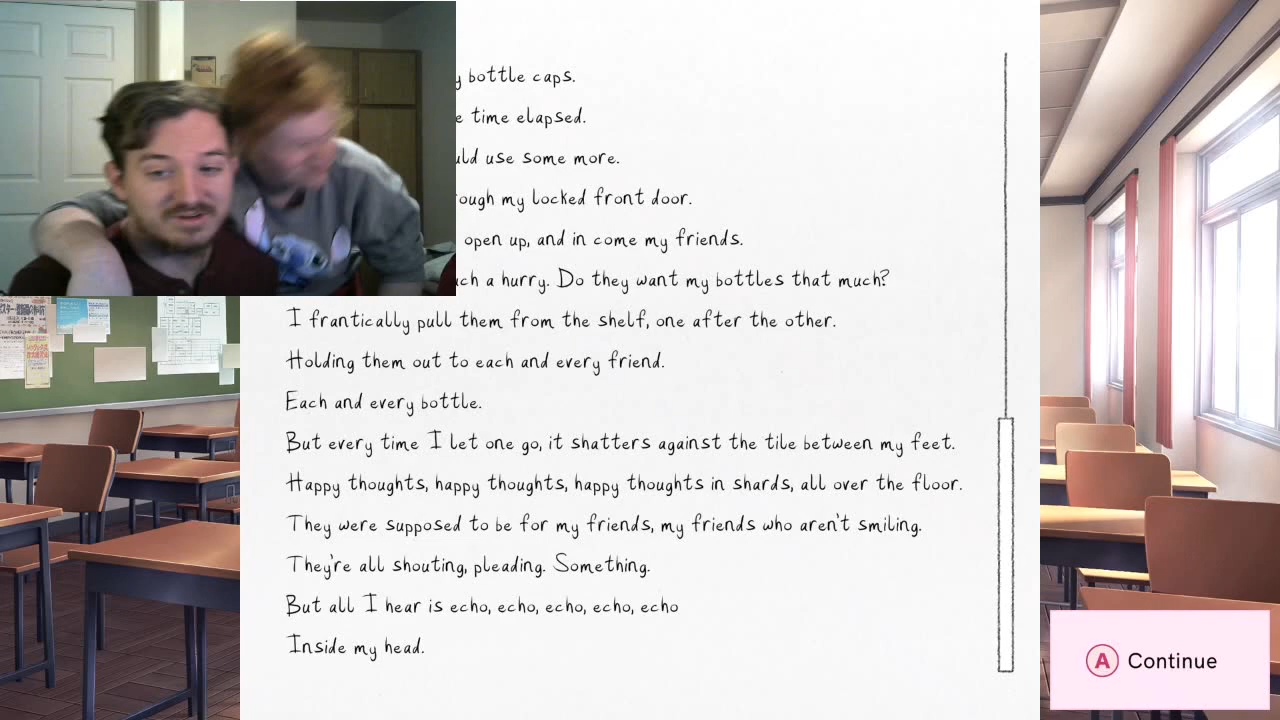 bottle caps.
time elapsed.
use some more.
my locked front door.
open up, and in come my friends.
a hurry. Do they want my bottles that much?
I frantically pull them from the shelf, one after the other.
Holding them out to each and every friend.
Each and every bottle.
But every time I let one go, it shatters against the tile between my feet.
Happy thoughts, happy thoughts, happy thoughts in shards, all over the floor.
They were supposed to be for my friends, my friends who aren't smiling.
They're all shouting, pleading. Something.
But all I hear is echo, echo, echo, echo, echo
Inside my head.
A Continue